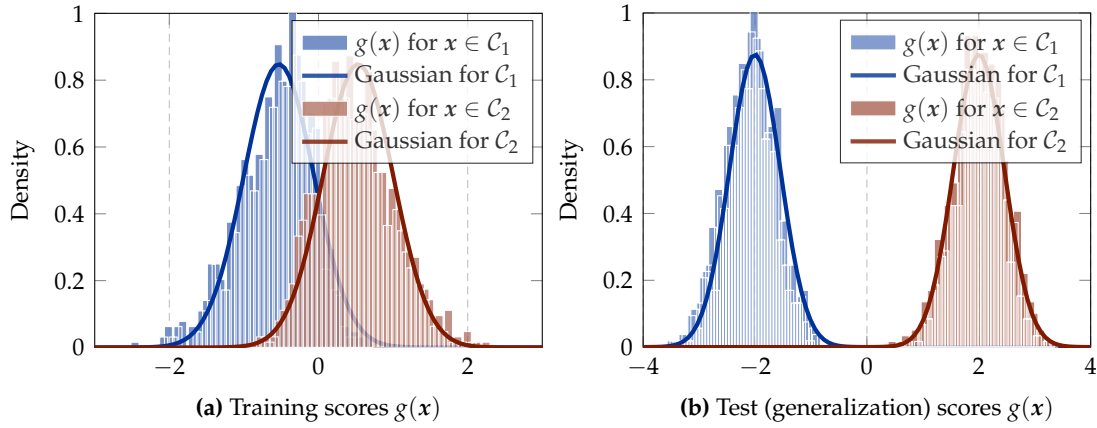 1
0.8
0.6
0.4
0.2
0
Density
−2
0
2
g(x) for x ∈ C₁
Gaussian for C₁
g(x) for x ∈ C₂
Gaussian for C₂
(a) Training scores g(x)
1
0.8
0.6
0.4
0.2
0
Density
−4
−2
0
2
4
g(x) for x ∈ C₁
Gaussian for C₁
g(x) for x ∈ C₂
Gaussian for C₂
(b) Test (generalization) scores g(x)